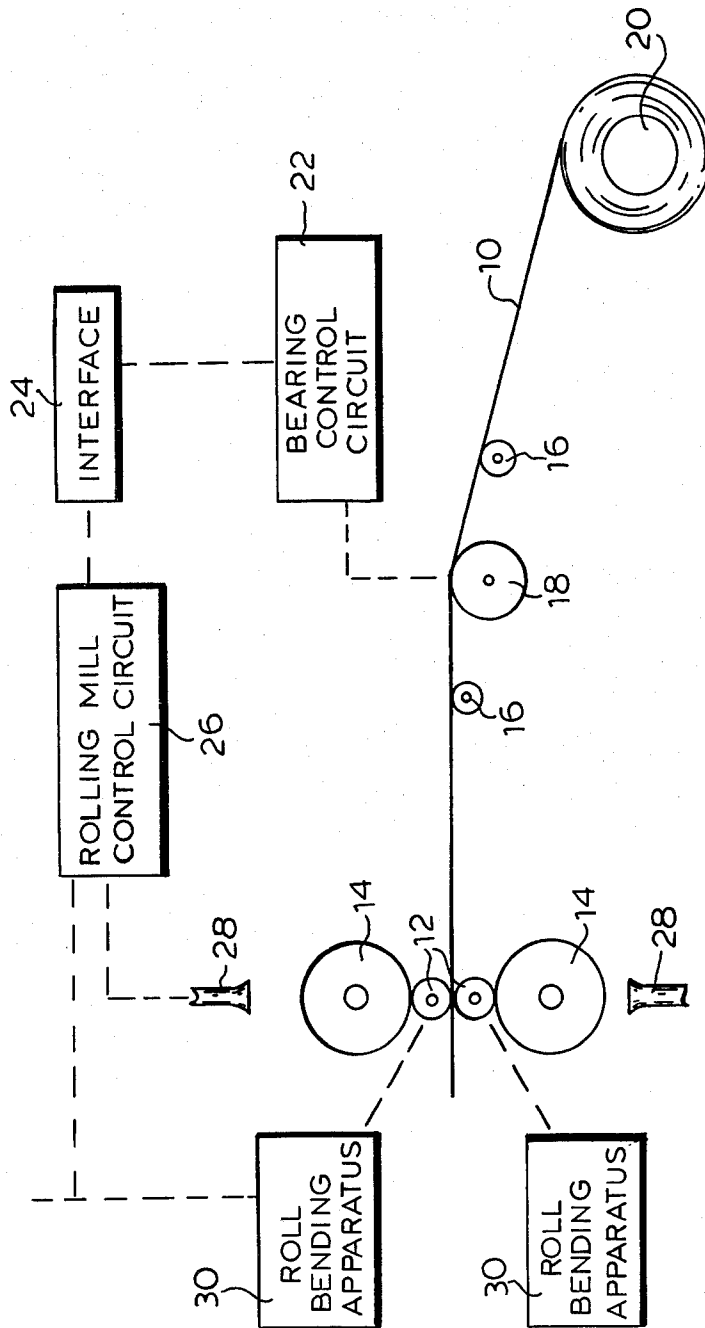 24
INTERFACE
22
BEARING
CONTROL
CIRCUIT
ROLLING MILL
CONTROL CIRCUIT
26
28
14
12
14
28
16
18
16
10
20
30
ROLL
BENDING
APPARATUS
30
ROLL
BENDING
APPARATUS